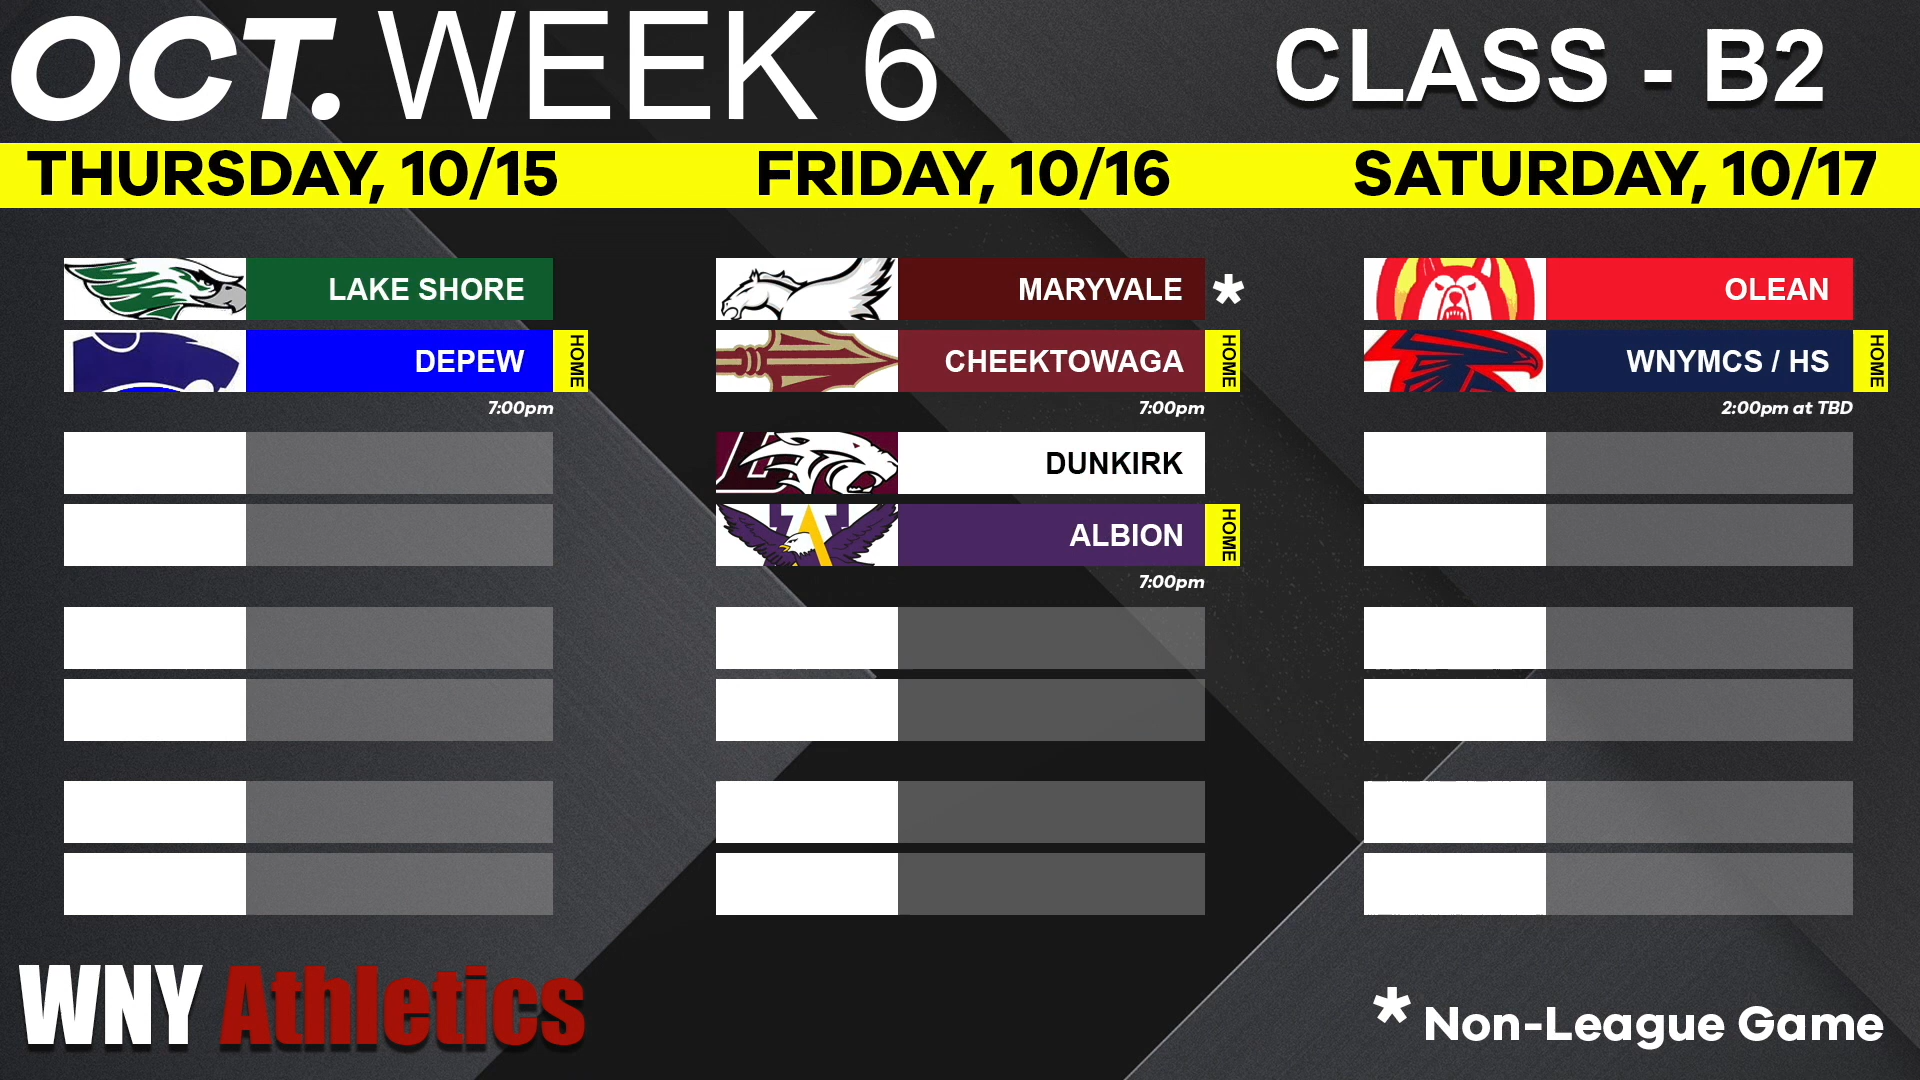 OCT. WEEK 6
CLASS - B2
THURSDAY, 10/15
FRIDAY, 10/16
SATURDAY, 10/17
LAKE SHORE
DEPEW
HOME
7:00pm
MARYVALE *
CHEEKTOWAGA
HOME
7:00pm
DUNKIRK
ALBION
HOME
7:00pm
OLEAN
WNYMCS / HS
HOME
2:00pm at TBD
WNY Athletics
* Non-League Game